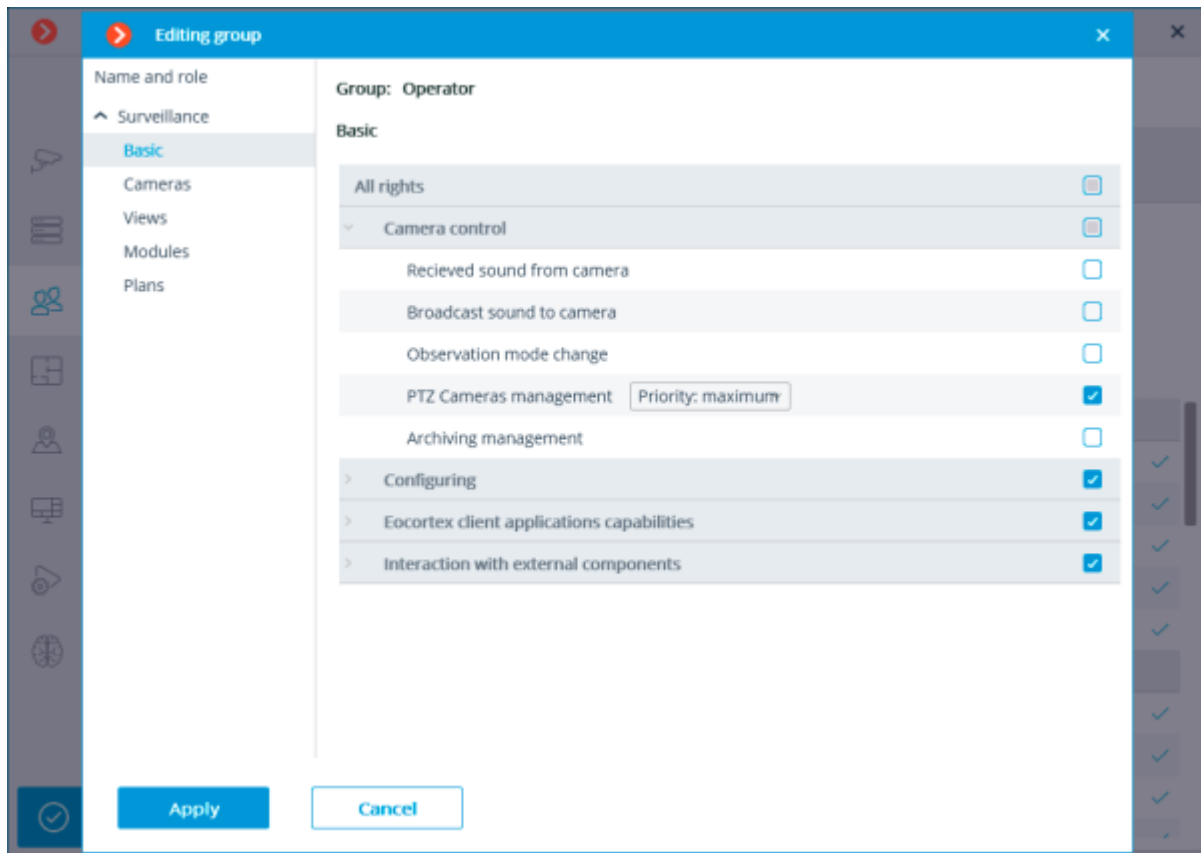 Editing group
Name and role
Surveillance
Basic
Cameras
Views
Modules
Plans
Group: Operator
Basic
All rights
Camera control
Recieved sound from camera
Broadcast sound to camera
Observation mode change
PTZ Cameras management Priority: maximum
Archiving management
Configuring
Eocortex client applications capabilities
Interaction with external components
Apply Cancel